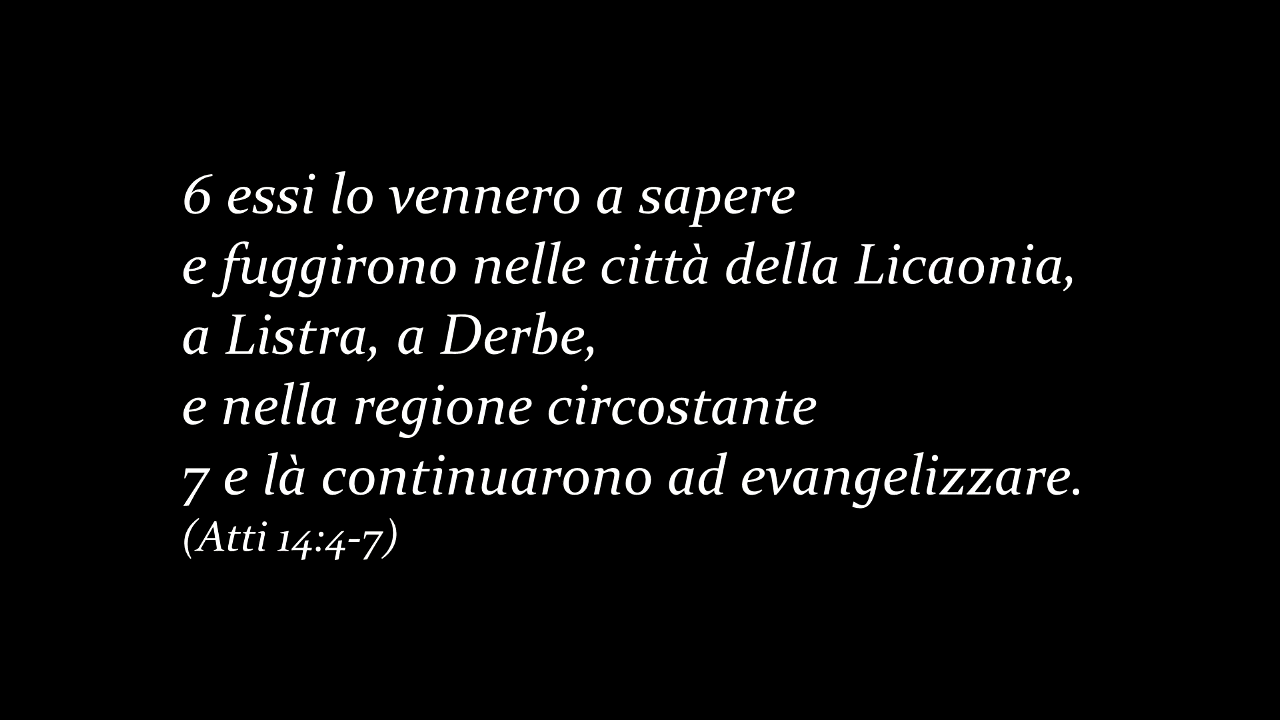 6 essi lo vennero a sapere
e fuggirono nelle città della Licaonia,
a Listra, a Derbe,
e nella regione circostante
7 e là continuarono ad evangelizzare.
(Atti 14:4-7)